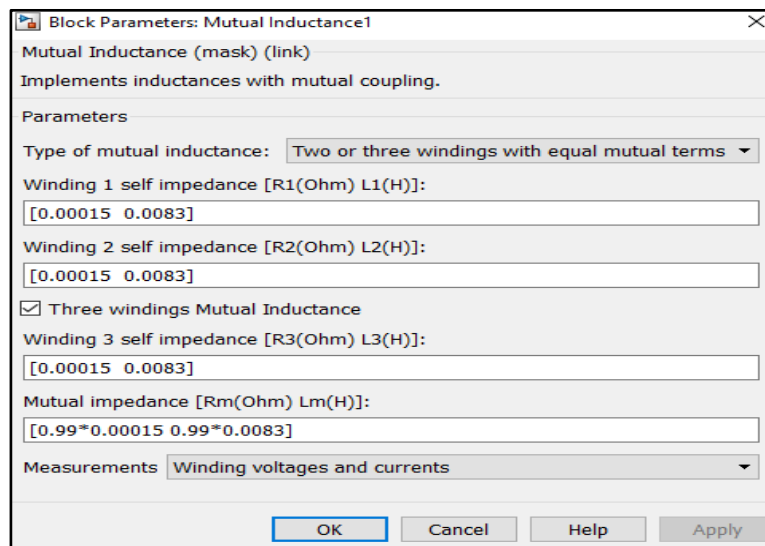 Block Parameters: Mutual Inductance1
Mutual Inductance (mask) (link)
Implements inductances with mutual coupling.
Parameters
Type of mutual inductance: Two or three windings with equal mutual terms
Winding 1 self impedance [R1(Ohm) L1(H)]:
[0.00015 0.0083]
Winding 2 self impedance [R2(Ohm) L2(H)]:
[0.00015 0.0083]
Three windings Mutual Inductance
Winding 3 self impedance [R3(Ohm) L3(H)]:
[0.00015 0.0083]
Mutual impedance [Rm(Ohm) Lm(H)]:
[0.99*0.00015 0.99*0.0083]
Measurements Winding voltages and currents
OK Cancel Help Apply